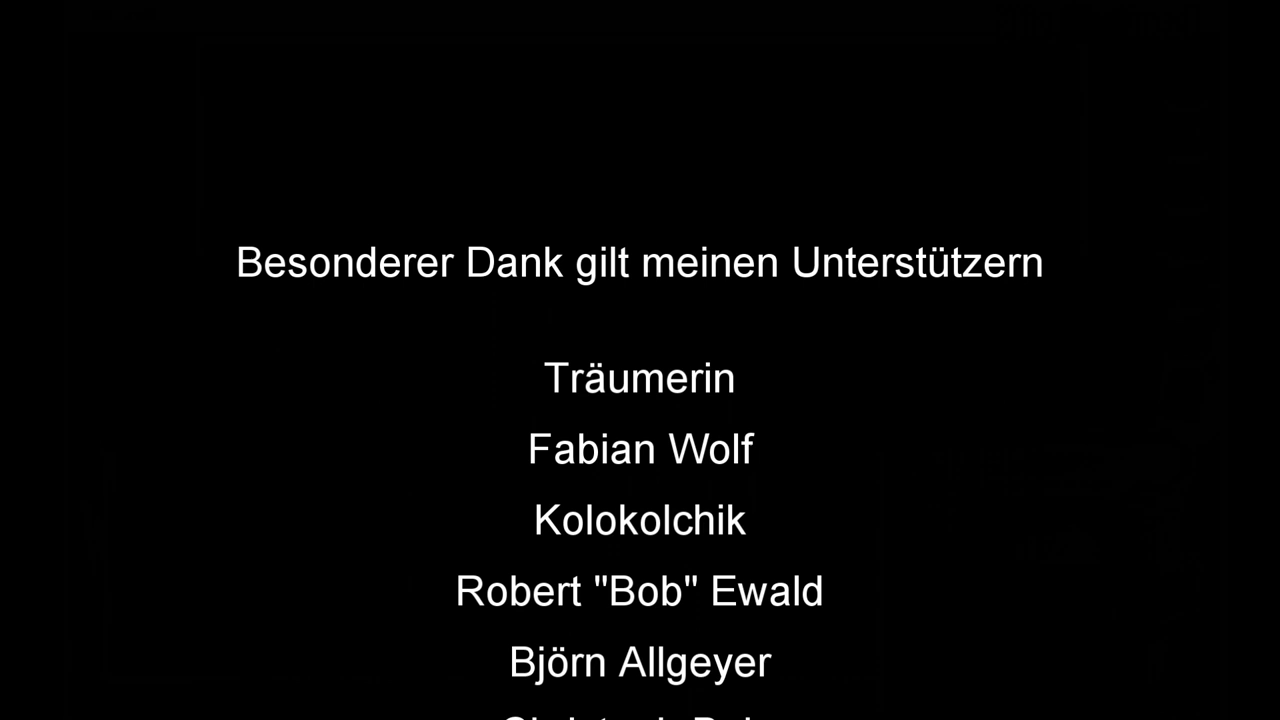 Besonderer Dank gilt meinen Unterstützern
Träumerin
Fabian Wolf
Kolokolchik
Robert "Bob" Ewald
Björn Allgeyer